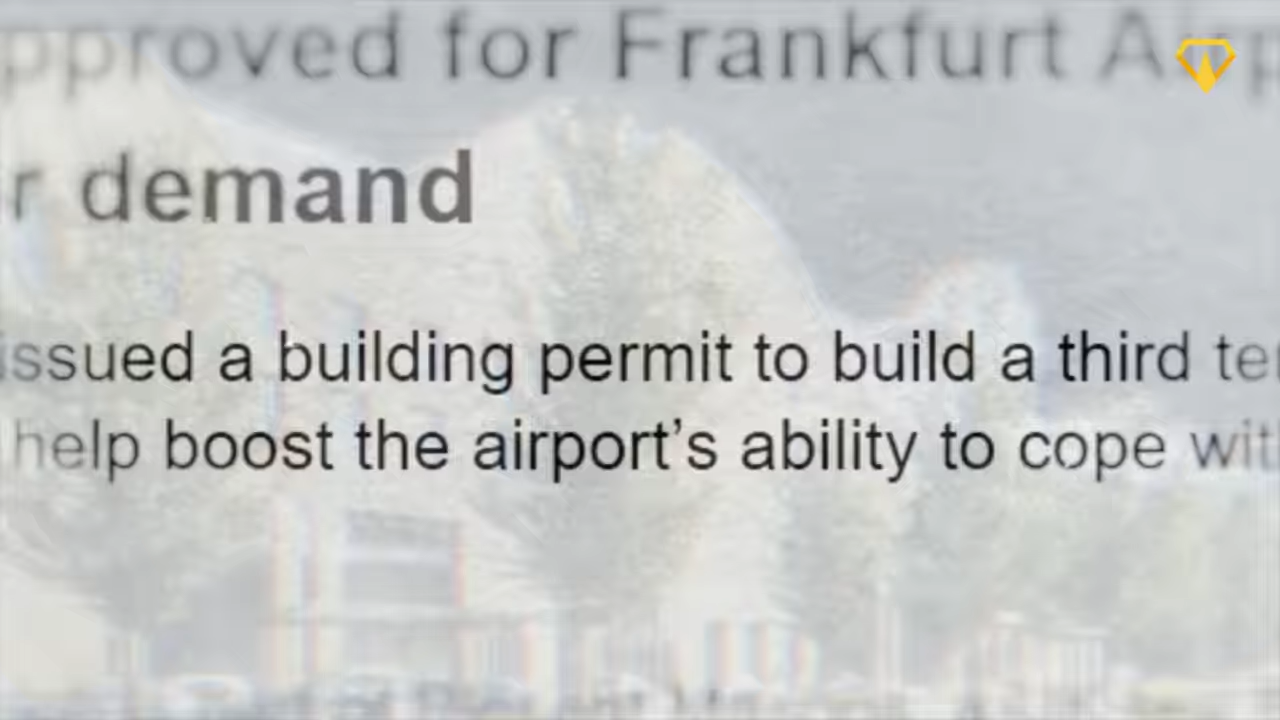 pproved for Frankfurt Airp
r demand
issued a building permit to build a third te
help boost the airport’s ability to cope wit